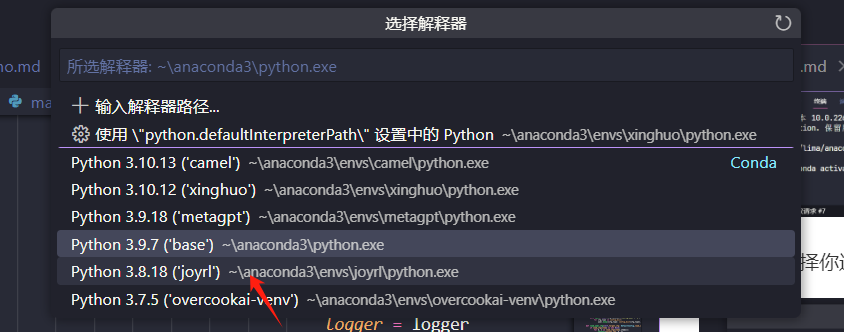 选择解释器
no.md
所选解释器: ~\anaconda3\python.exe
.md
ma
输入解释器路径...
终端
使用 \"python.defaultInterpreterPath\" 设置中的 Python ~\anaconda3\envs\xinghuo\python.exe
Python 3.10.13 ('camel') ~\anaconda3\envs\camel\python.exe Conda
Python 3.10.12 ('xinghuo') ~\anaconda3\envs\xinghuo\python.exe
Python 3.9.18 ('metagpt') ~\anaconda3\envs\metagpt\python.exe
Python 3.9.7 ('base') ~\anaconda3\python.exe
Python 3.8.18 ('joyrl') ~\anaconda3\envs\joyrl\python.exe
Python 3.7.5 ('overcookai-venv') ~\anaconda3\envs\overcookai-venv\python.exe
logger = logger